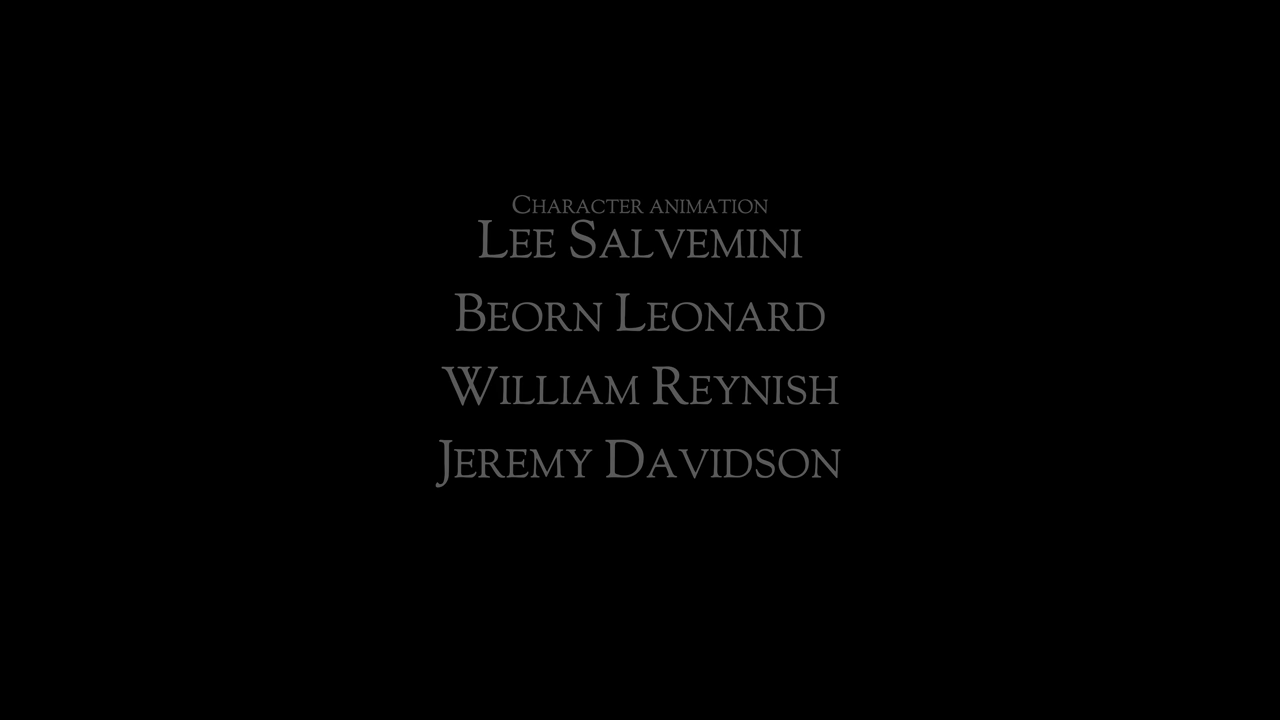 Character animation
Lee Salvemini
Beorn Leonard
William Reynish
Jeremy Davidson